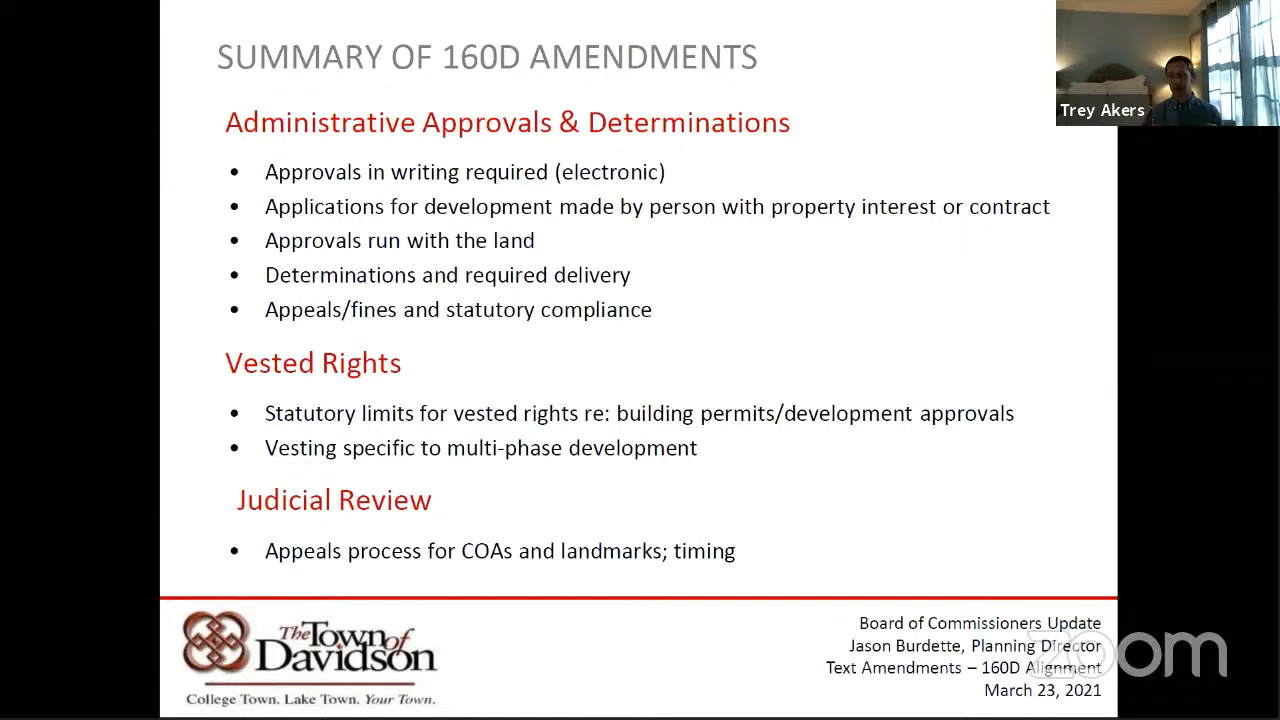 SUMMARY OF 160D AMENDMENTS
Trey Akers
Administrative Approvals & Determinations
• Approvals in writing required (electronic)
• Applications for development made by person with property interest or contract
• Approvals run with the land
• Determinations and required delivery
• Appeals/fines and statutory compliance
Vested Rights
• Statutory limits for vested rights re: building permits/development approvals
• Vesting specific to multi-phase development
Judicial Review
• Appeals process for COAs and landmarks; timing
The Town of
Davidson
College Town. Lake Town. Your Town.
Board of Commissioners Update
Jason Burdette, Planning Director
Text Amendments – 160D Alignment
March 23, 2021
zoom